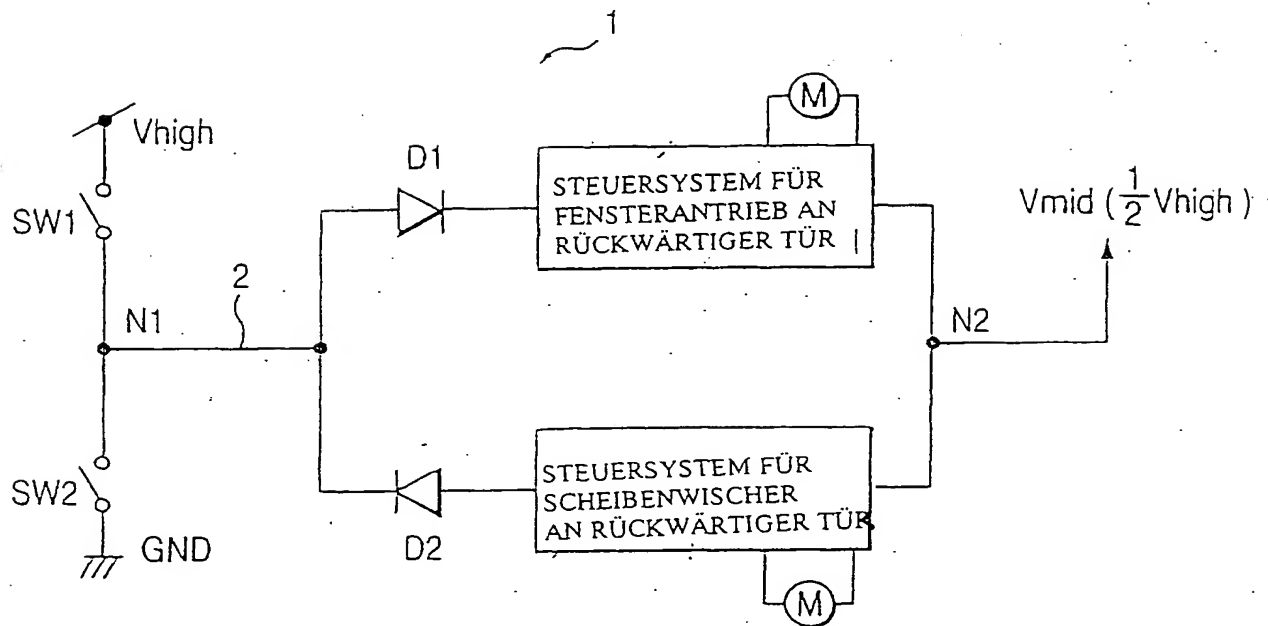 1
Vhigh
SW1
D1
M
STEUERSYSTEM FÜR
FENSTERANTRIEB AN
RÜCKWÄRTIGER TÜR
Vmid (1/2 Vhigh)
N1
2
N2
SW2
GND
D2
STEUERSYSTEM FÜR
SCHEIBENWISCHER
AN RÜCKWÄRTIGER TÜR
M